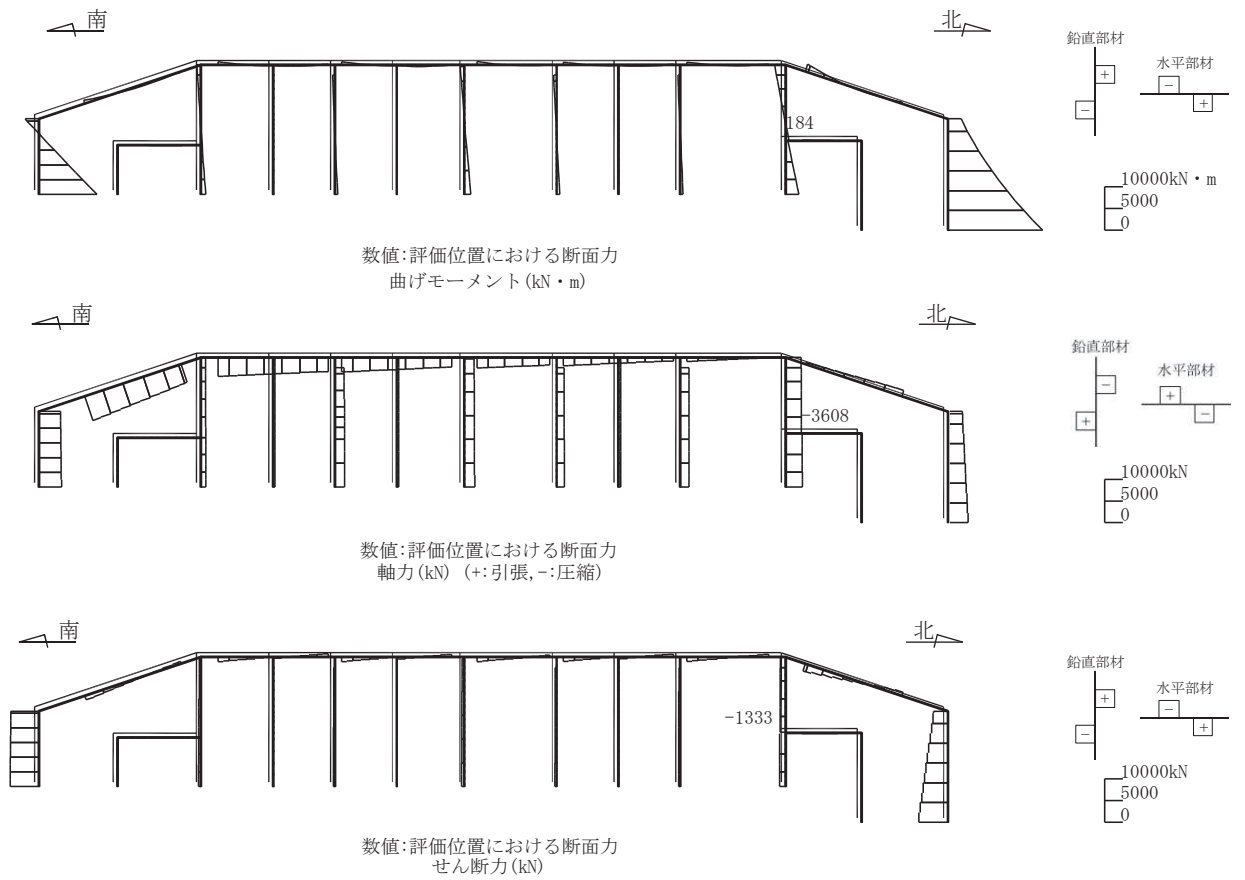 南
北
鉛直部材
+
-
水平部材
-
+
184
10000kN・m
5000
0
数値:評価位置における断面力
曲げモーメント(kN・m)
南
北
鉛直部材
-
+
水平部材
+
-
-3608
10000kN
5000
0
数値:評価位置における断面力
軸力(kN) (+:引張,-:圧縮)
南
北
鉛直部材
+
-
水平部材
-
+
-1333
10000kN
5000
0
数値:評価位置における断面力
せん断力(kN)